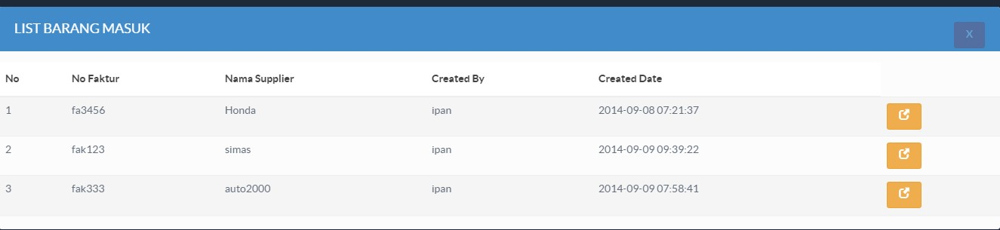 LIST BARANG MASUK
X
No No Faktur Nama Supplier Created By Created Date
1 fa3456 Honda ipan 2014-09-08 07:21:37
2 fak123 simas ipan 2014-09-09 09:39:22
3 fak333 auto2000 ipan 2014-09-09 07:58:41